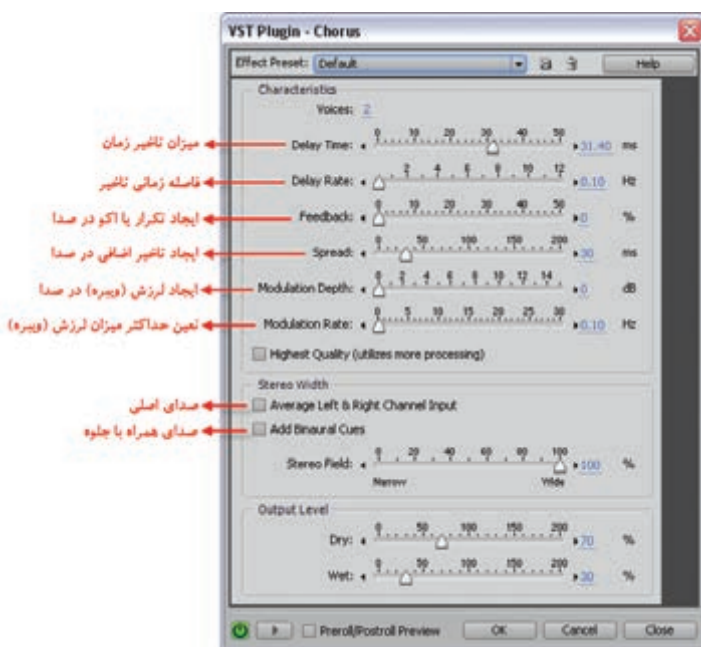 VST Plugin - Chorus
Effect Preset: Default Help
Characteristics
Voices: 2
میزان تاخیر زمان
Delay Time: 0 10 20 30 40 50 31.40 ms
فاصله زمانی تاخیر
Delay Rate: 2 4 6 8 10 12 0.10 Hz
ایجاد تکرار یا اکو در صدا
Feedback: 0 10 20 30 40 50 0 %
ایجاد تاخیر اضافی در صدا
Spread: 0 50 100 150 200 30 ms
ایجاد لرزش (ویبره) در صدا
Modulation Depth: 0 2 4 6 8 10 12 14 0 dB
تعین حداکثر میزان لرزش (ویبره)
Modulation Rate: 0 5 10 15 20 25 30 0.10 Hz
Highest Quality (utilizes more processing)
Stereo Width
صدای اصلی
Average Left & Right Channel Input
صدای همراه با جلوه
Add Binaural Cues
Stereo Field: 0 20 40 60 80 100 100 %
Narrow Wide
Output Level
Dry: 0 50 100 150 200 70 %
Wet: 0 50 100 150 200 30 %
Preroll/Postroll Preview OK Cancel Close